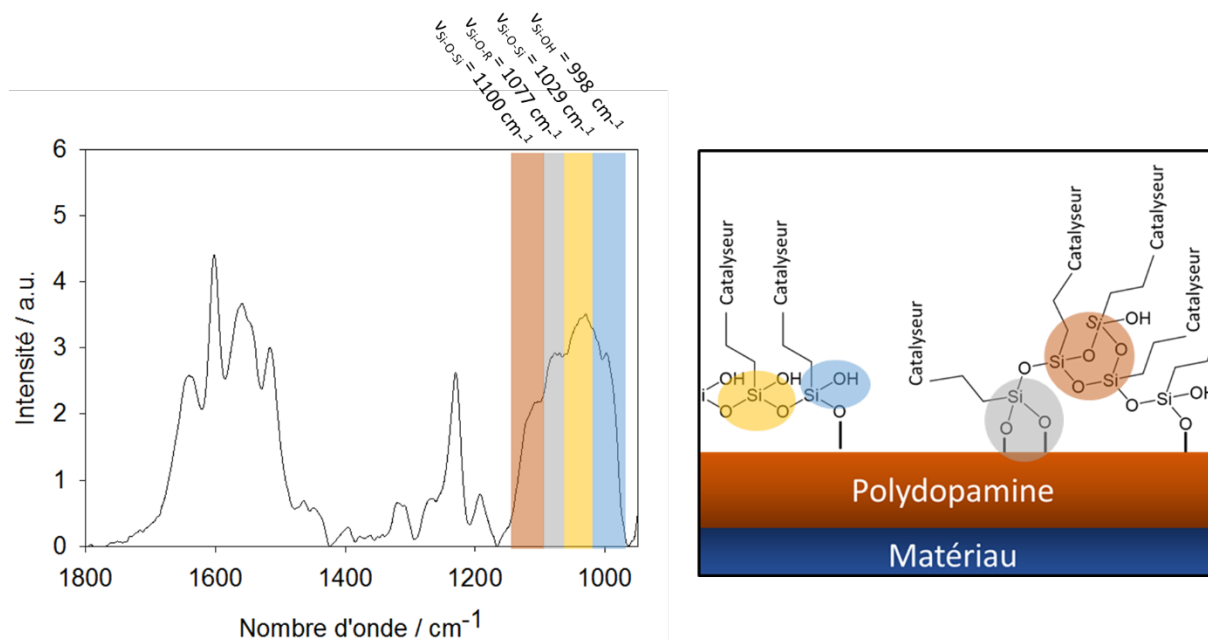 νSi-O-Si = 1100 cm-1
νSi-O-R = 1077 cm-1
νSi-O-Si = 1029 cm-1
νSi-OH = 998 cm-1
6
5
4
3
2
1
0
Intensité / a.u.
1800
1600
1400
1200
1000
Nombre d'onde / cm-1
Catalyseur
Catalyseur
OH
OH
OH
Si
Si
Si
O
O
O
Catalyseur
Catalyseur
Catalyseur
Catalyseur
Catalyseur
Si
OH
O
O
O
Si
Si
O
O
Si
Si
OH
O
O
O
Polydopamine
Matériau